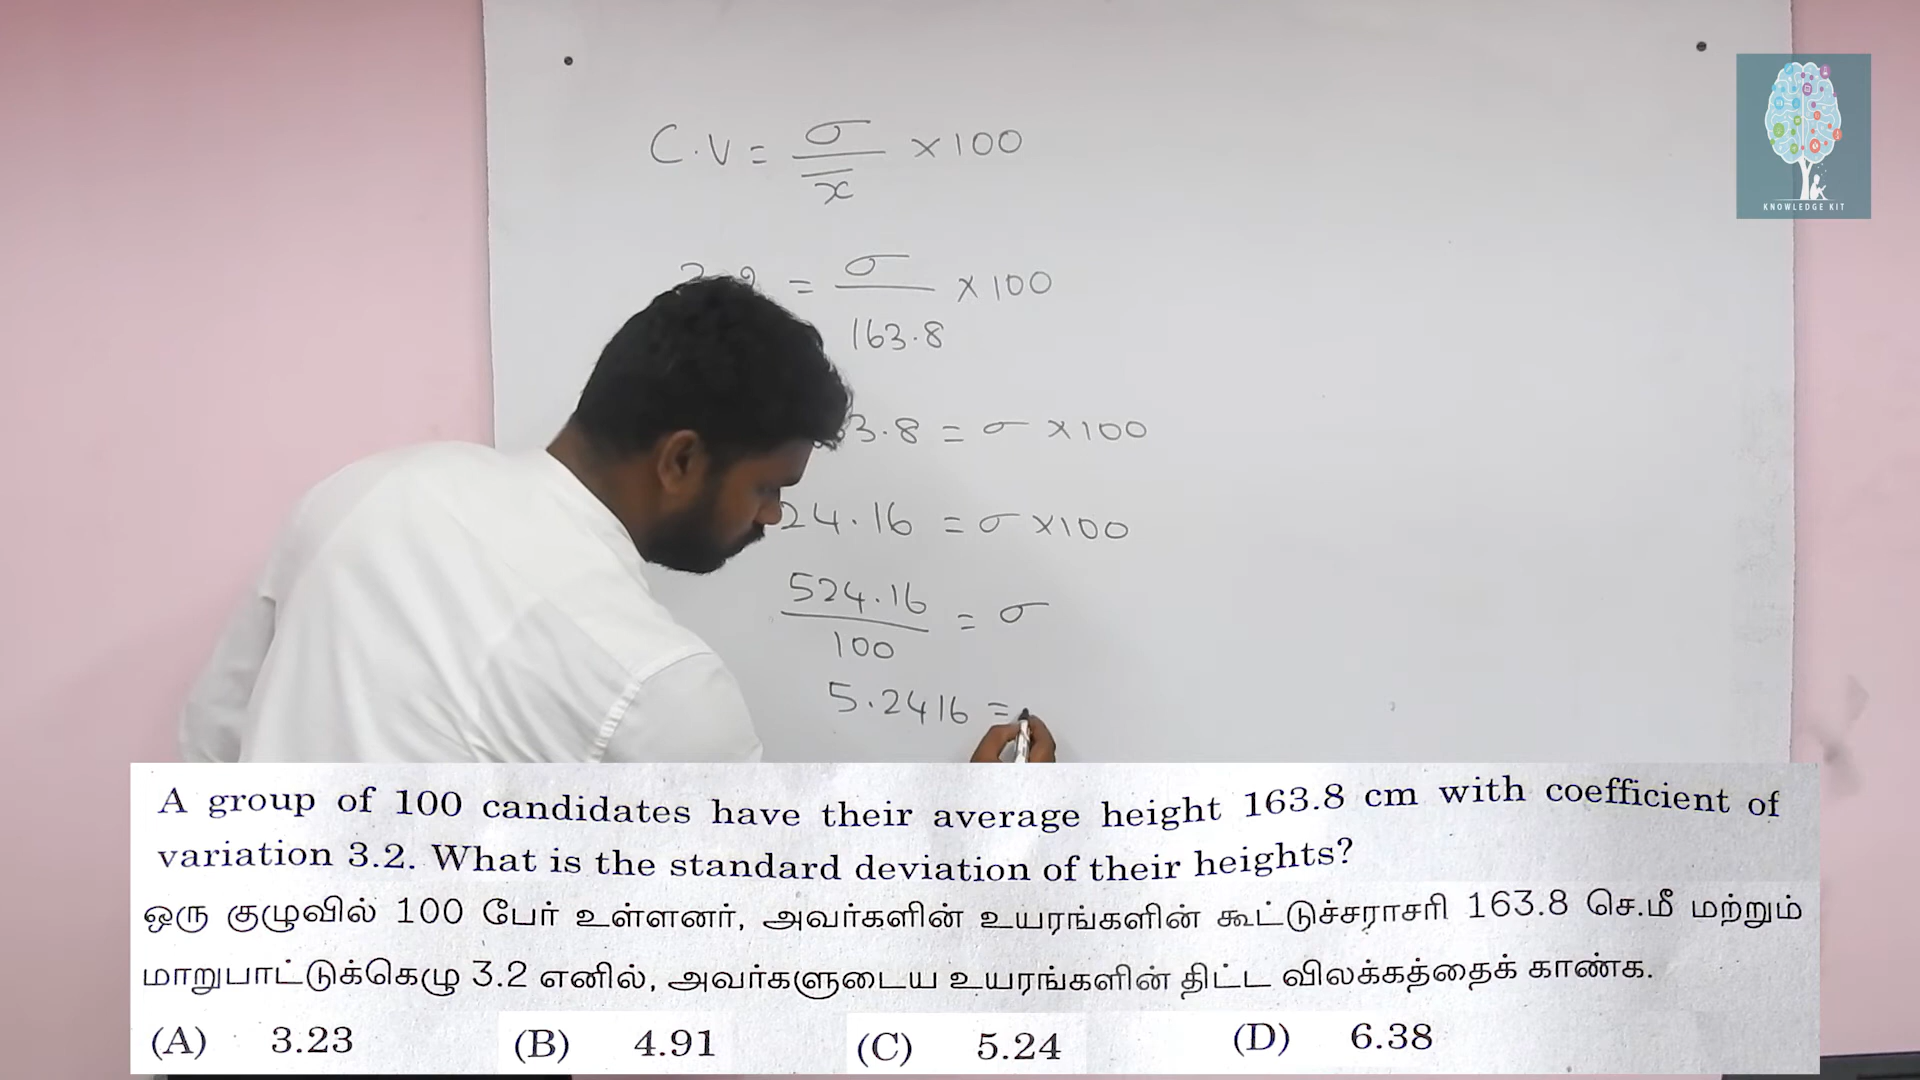 C.V = σ/x̄ × 100
= σ/163.8 × 100
3.8 = σ × 100
24.16 = σ × 100
524.16/100 = σ
5.2416 =
KNOWLEDGE KIT
A group of 100 candidates have their average height 163.8 cm with coefficient of
variation 3.2. What is the standard deviation of their heights?
ஒரு குழுவில் 100 பேர் உள்ளனர், அவர்களின் உயரங்களின் கூட்டுச்சராசரி 163.8 செ.மீ மற்றும்
மாறுபாட்டுக்கெழு 3.2 எனில், அவர்களுடைய உயரங்களின் திட்ட விலக்கத்தைக் காண்க.
(A) 3.23 (B) 4.91 (C) 5.24 (D) 6.38